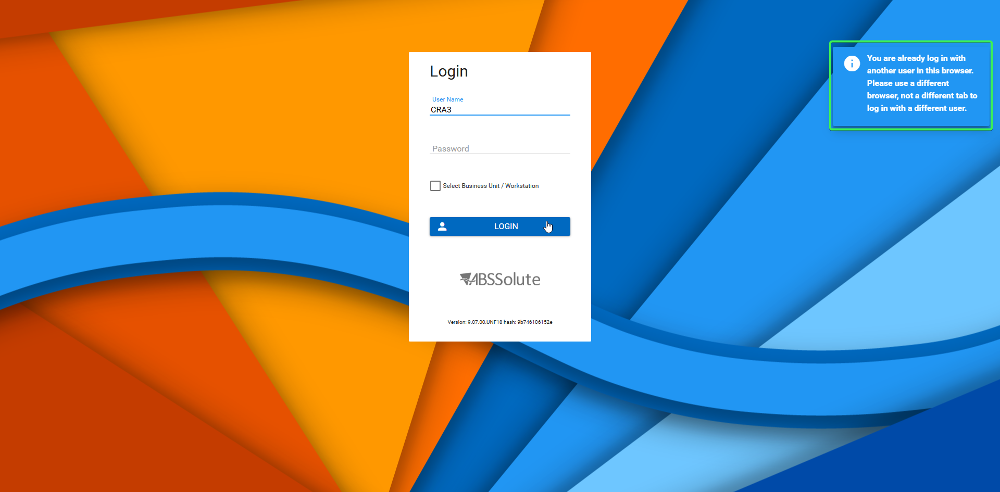 Login
User Name
CRA3
Password
Select Business Unit / Workstation
LOGIN
ABSSolute
Version: 9.07.00.UNF18 hash: 9b746106152e
You are already log in with
another user in this browser.
Please use a different
browser, not a different tab to
log in with a different user.